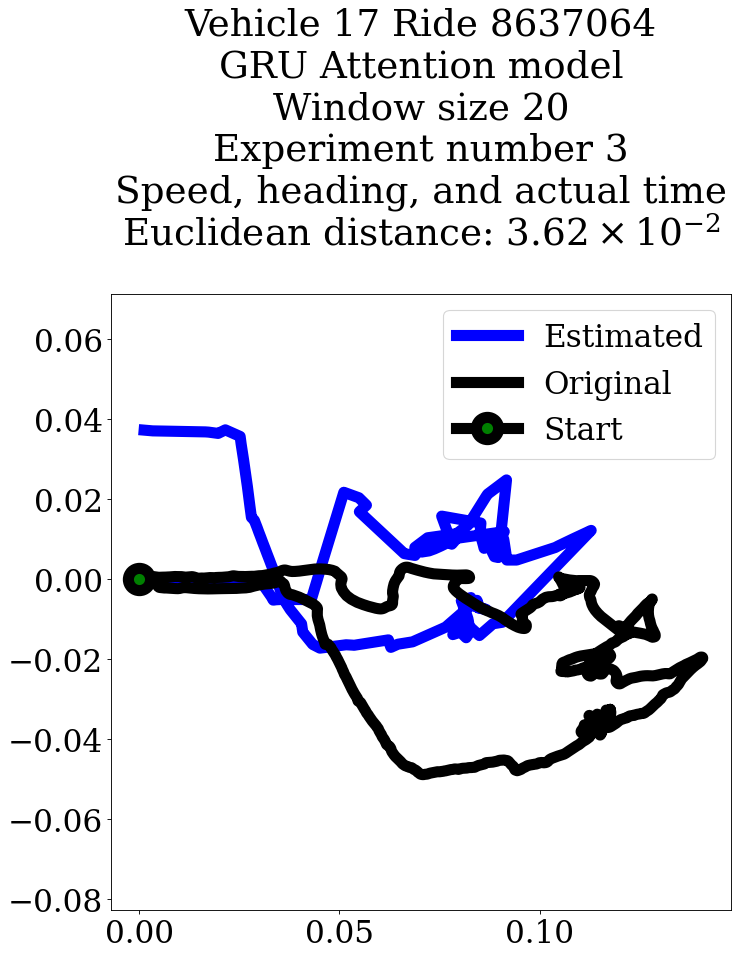 Vehicle 17 Ride 8637064
GRU Attention model
Window size 20
Experiment number 3
Speed, heading, and actual time
Euclidean distance: 3.62 × 10⁻²
Estimated
Original
Start
0.06
0.04
0.02
0.00
−0.02
−0.04
−0.06
−0.08
0.00 0.05 0.10